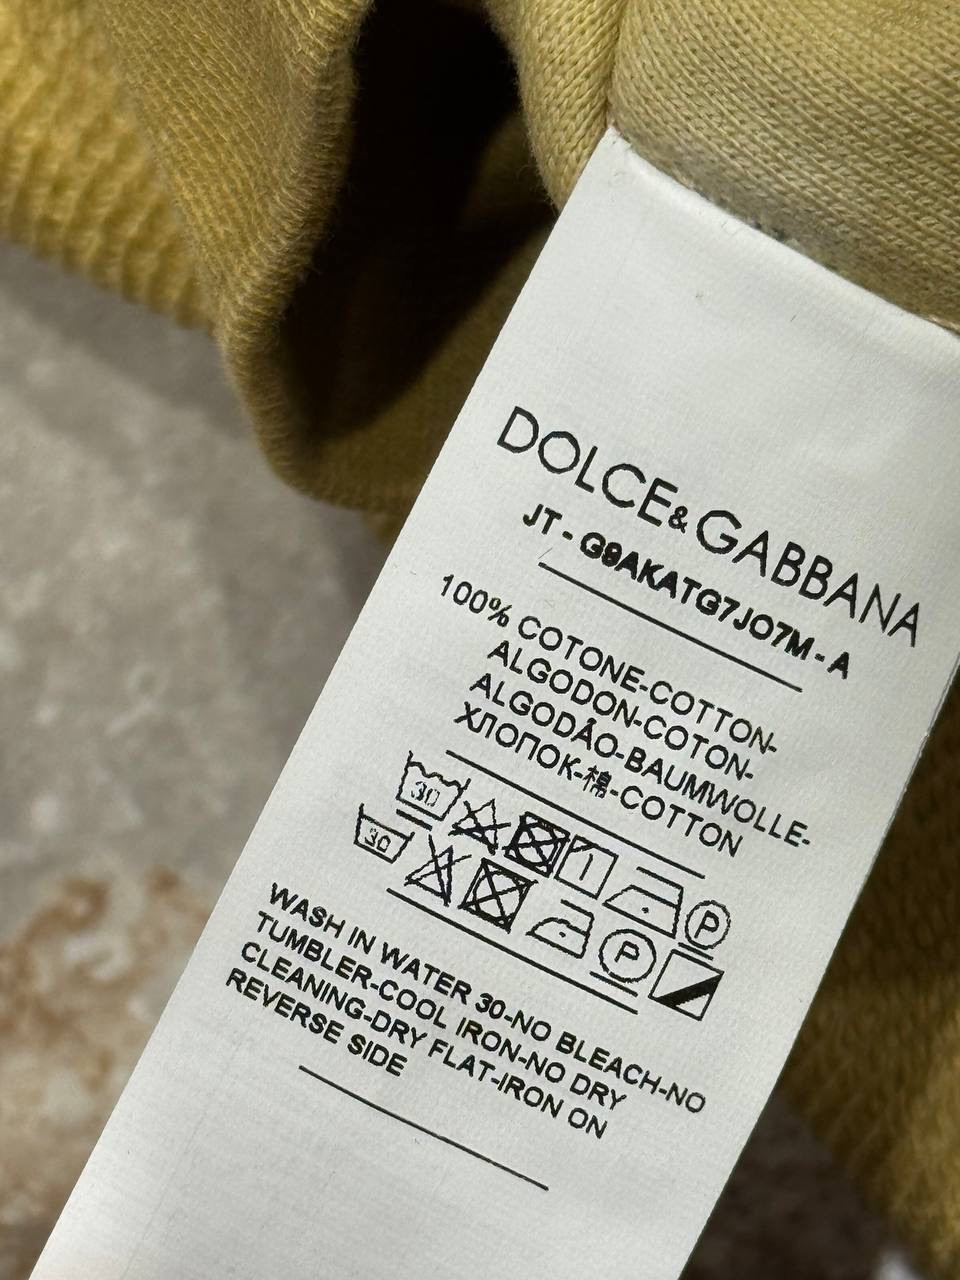 DOLCE&GABBANA
JT - G9AKATG7JO7M - A
100% COTONE-COTTON-
ALGODON-COTON-
ALGODÃO-BAUMWOLLE-
ХЛОПОК-棉-COTTON
30
30
P
P
WASH IN WATER 30-NO BLEACH-NO
TUMBLER-COOL IRON-NO DRY
CLEANING-DRY FLAT-IRON ON
REVERSE SIDE